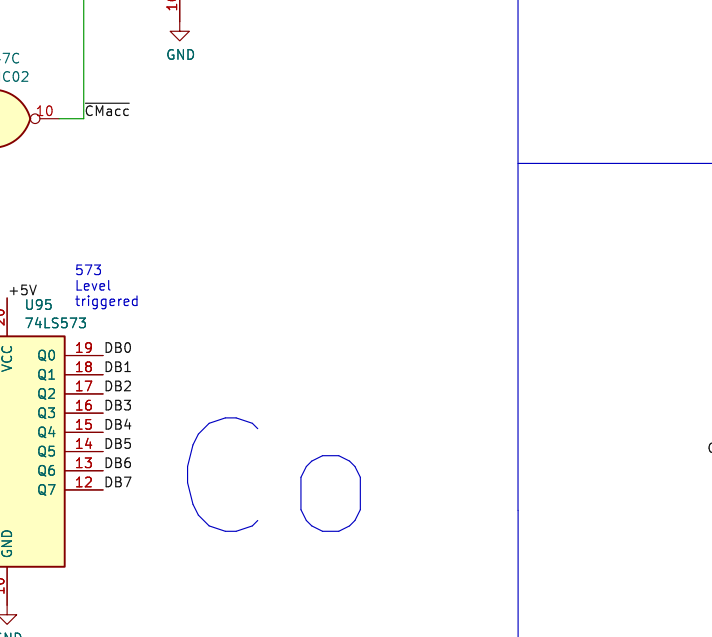 GND
C02
10
CMacc
573
Level
triggered
+5V
U95
20
74LS573
VCC
Q0 19 DB0
Q1 18 DB1
Q2 17 DB2
Q3 16 DB3
Q4 15 DB4
Q5 14 DB5
Q6 13 DB6
Q7 12 DB7
Co
GND
10